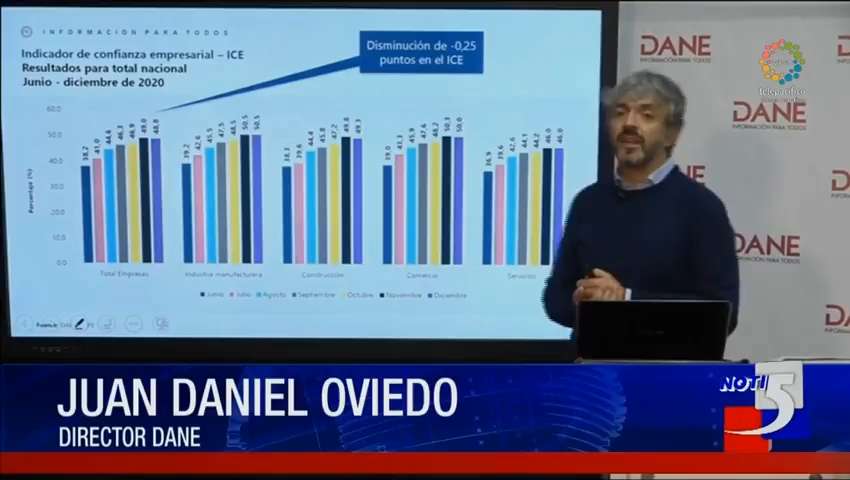 INFORMACIÓN PARA TODOS
Indicador de confianza empresarial – ICE
Resultados para total nacional
Junio - diciembre de 2020
Disminución de -0,25
puntos en el ICE
60.0
50.0
40.0
30.0
20.0
10.0
0.0
Porcentaje (%)
38,2 41,0 44,6 46,3 46,9 49,0 48,8
39,2 42,6 45,5 47,5 48,5 50,5 50,5
38,3 39,6 44,4 45,8 47,2 49,8 49,3
39,0 43,3 45,9 47,6 48,2 50,3 50,0
36,9 39,6 42,6 44,1 44,2 46,0 46,0
Total Empresas
Industria manufacturera
Construcción
Comercio
Servicios
Junio Julio Agosto Septiembre Octubre Noviembre Diciembre
Fuente:
DANE
INFORMACIÓN PARA TODOS
telepacífico
DANE
INFORMACIÓN PARA TODOS
DANE
INFORMACIÓN PARA TODOS
DANE
JUAN DANIEL OVIEDO
DIRECTOR DANE
NOTI5